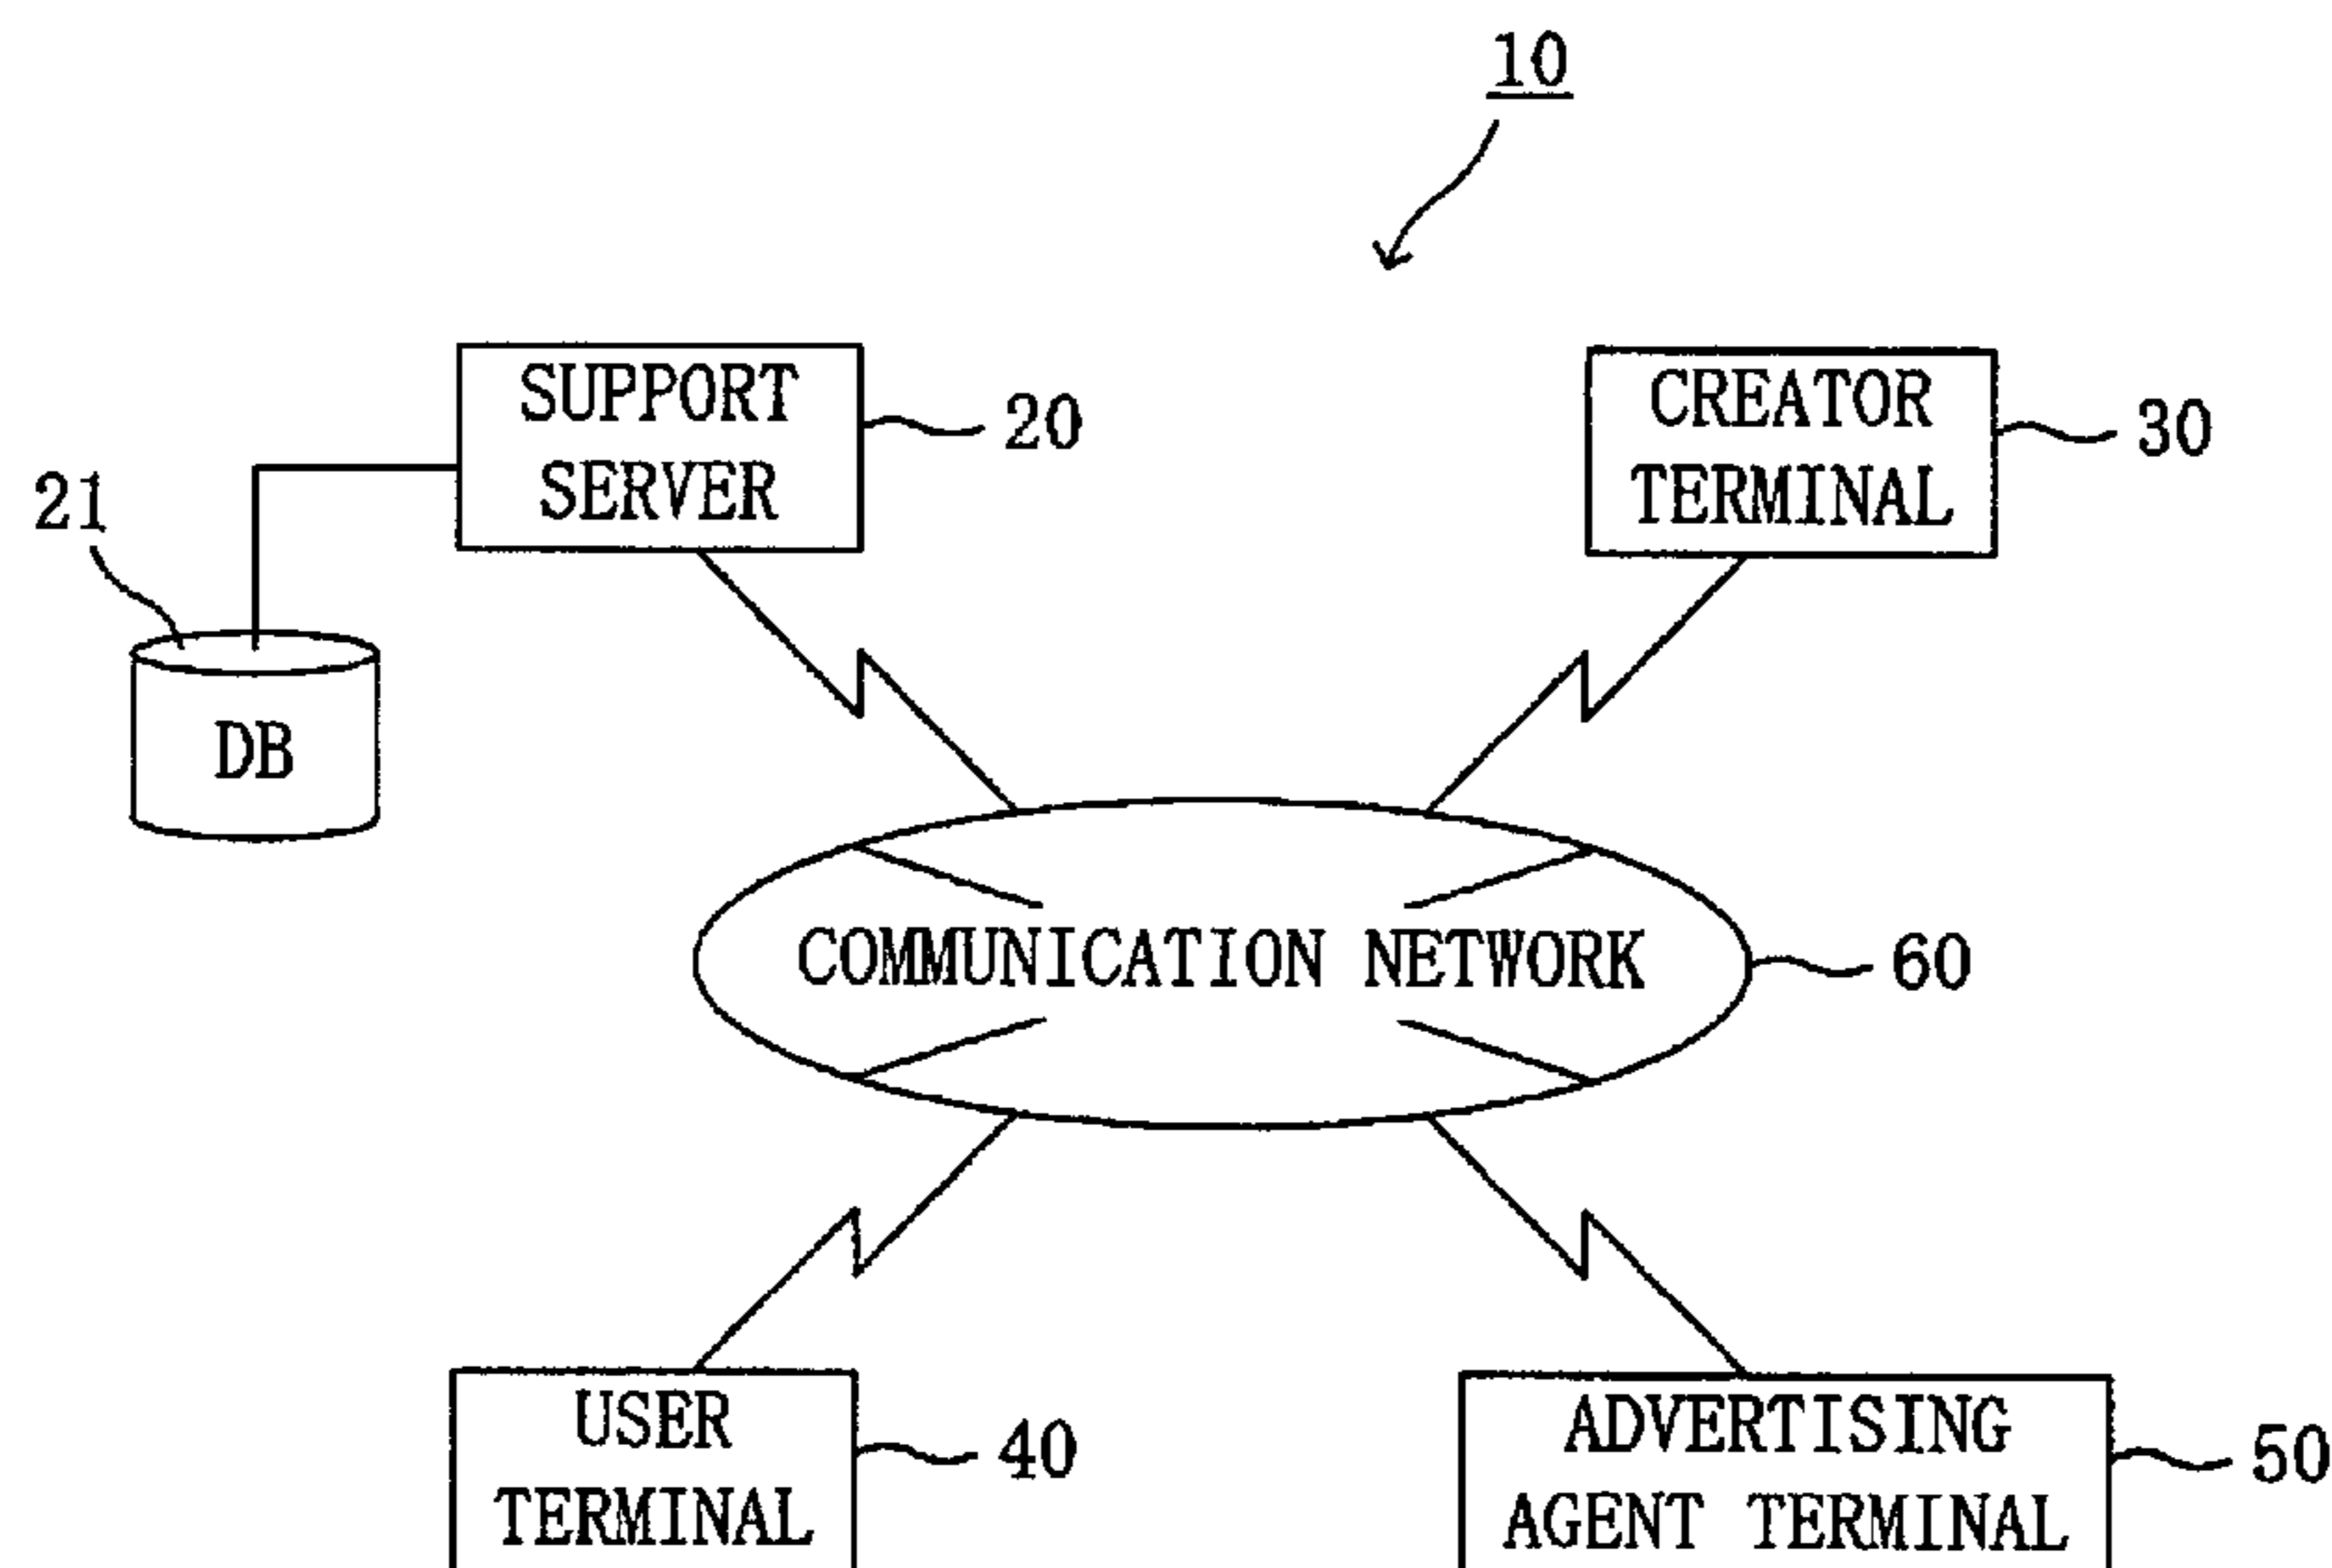 10
SUPPORT
SERVER
20
CREATOR
TERMINAL
30
21
DB
COMMUNICATION NETWORK
60
USER
TERMINAL
40
ADVERTISING
AGENT TERMINAL
50